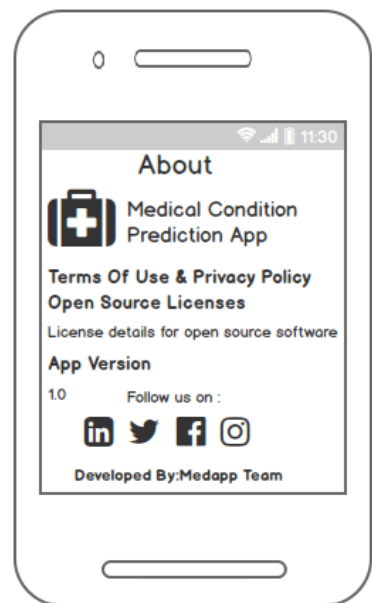 11:30
About
Medical Condition
Prediction App
Terms Of Use & Privacy Policy
Open Source Licenses
License details for open source software
App Version
1.0 Follow us on :
in
Developed By:Medapp Team